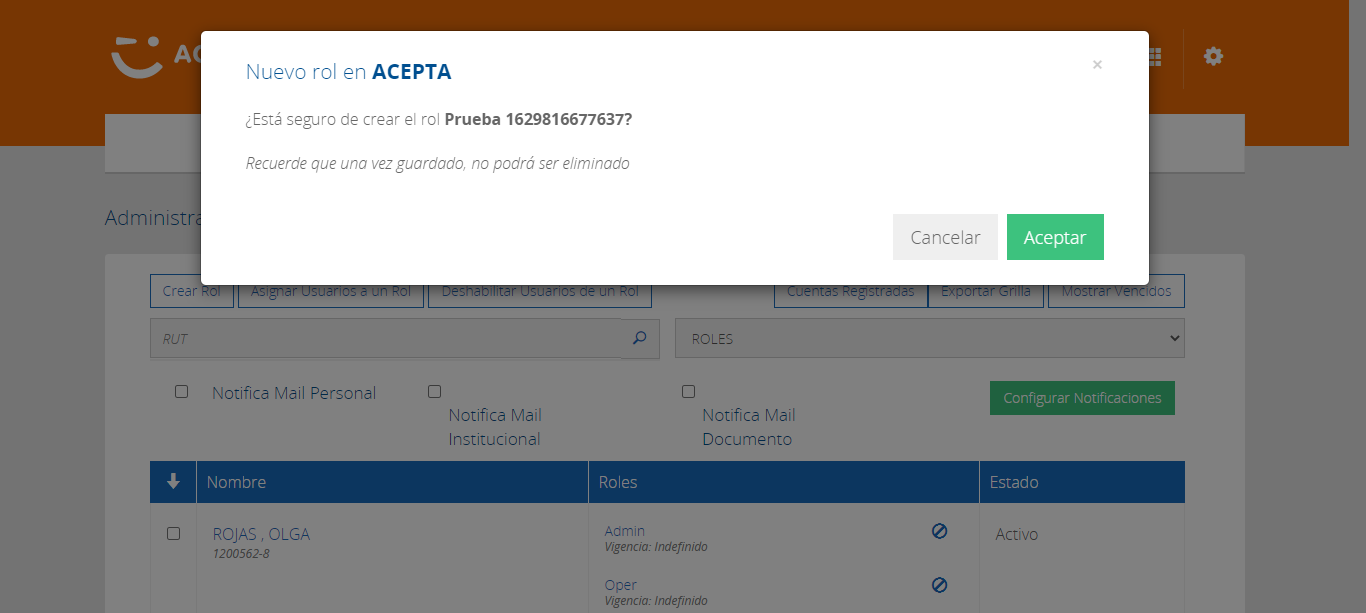 AC
Nuevo rol en ACEPTA
×
¿Está seguro de crear el rol Prueba 1629816677637?
Recuerde que una vez guardado, no podrá ser eliminado
Cancelar
Aceptar
Administra
Crear Rol
Asignar Usuarios a un Rol
Deshabilitar Usuarios de un Rol
Cuentas Registradas
Exportar Grilla
Mostrar Vencidos
RUT
ROLES
Notifica Mail Personal
Notifica Mail
Institucional
Notifica Mail
Documento
Configurar Notificaciones
Nombre
Roles
Estado
ROJAS , OLGA
1200562-8
Admin
Vigencia: Indefinido
Activo
Oper
Vigencia: Indefinido